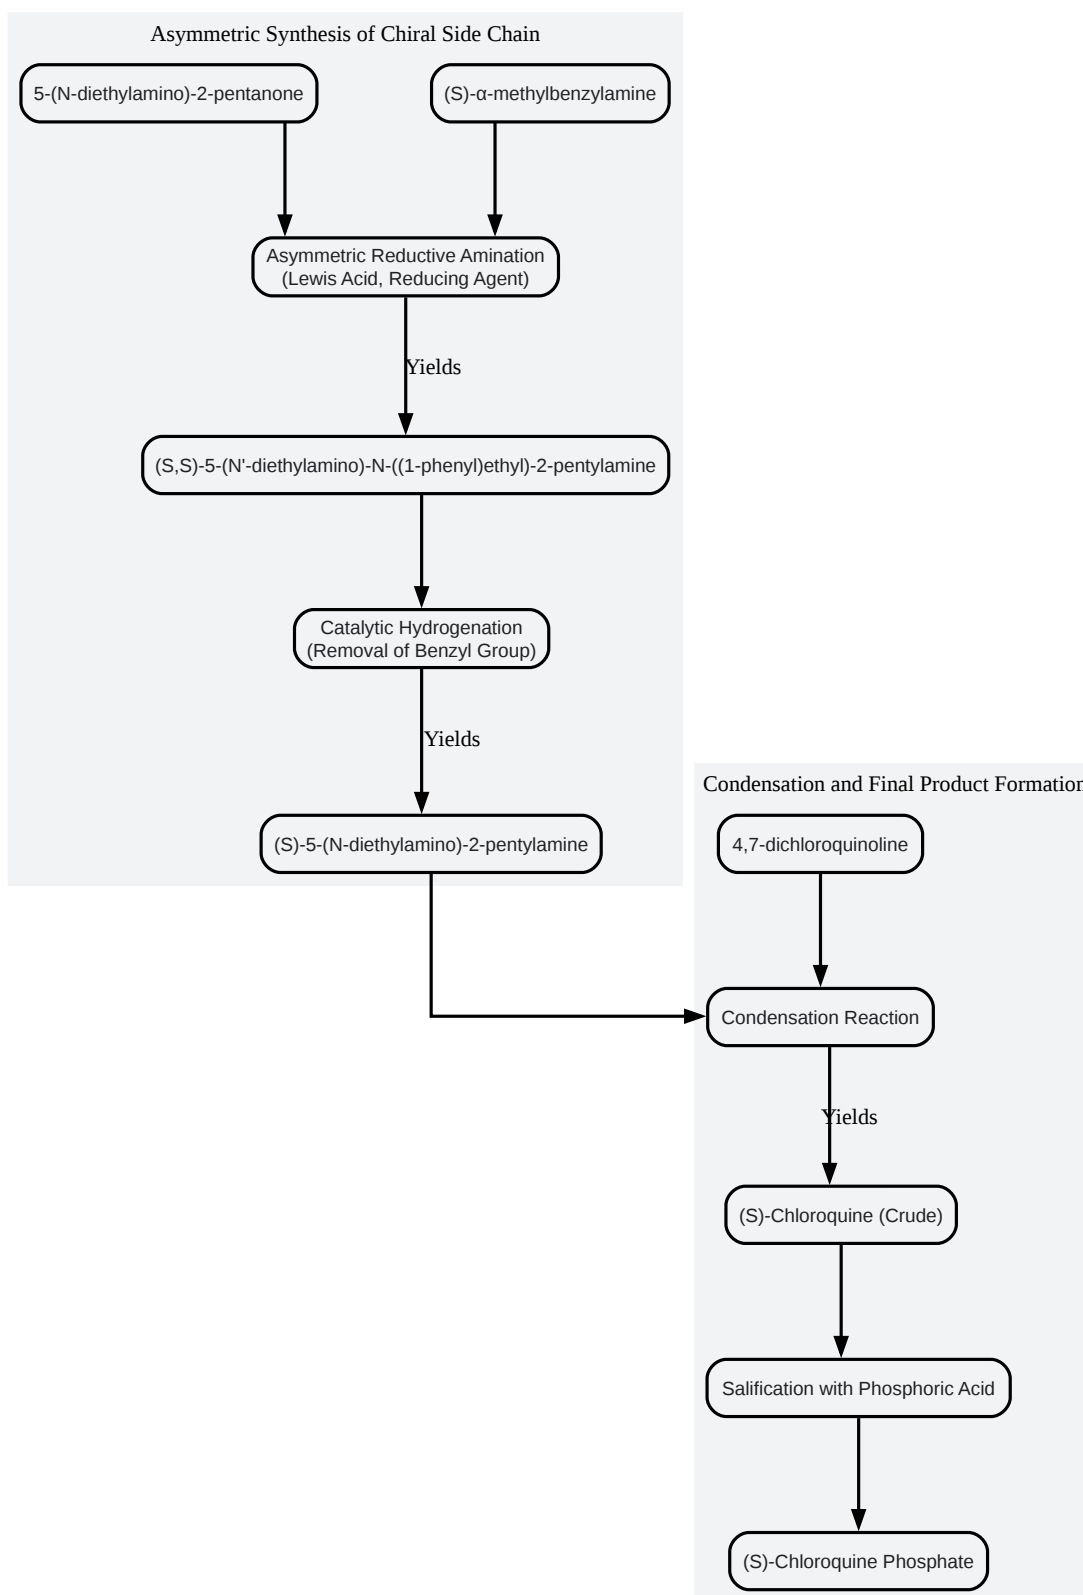 Asymmetric Synthesis of Chiral Side Chain
5-(N-diethylamino)-2-pentanone
(S)-α-methylbenzylamine
Asymmetric Reductive Amination
(Lewis Acid, Reducing Agent)
Yields
(S,S)-5-(N'-diethylamino)-N-((1-phenyl)ethyl)-2-pentylamine
Catalytic Hydrogenation
(Removal of Benzyl Group)
Yields
(S)-5-(N-diethylamino)-2-pentylamine
Condensation and Final Product Formation
4,7-dichloroquinoline
Condensation Reaction
Yields
(S)-Chloroquine (Crude)
Salification with Phosphoric Acid
(S)-Chloroquine Phosphate